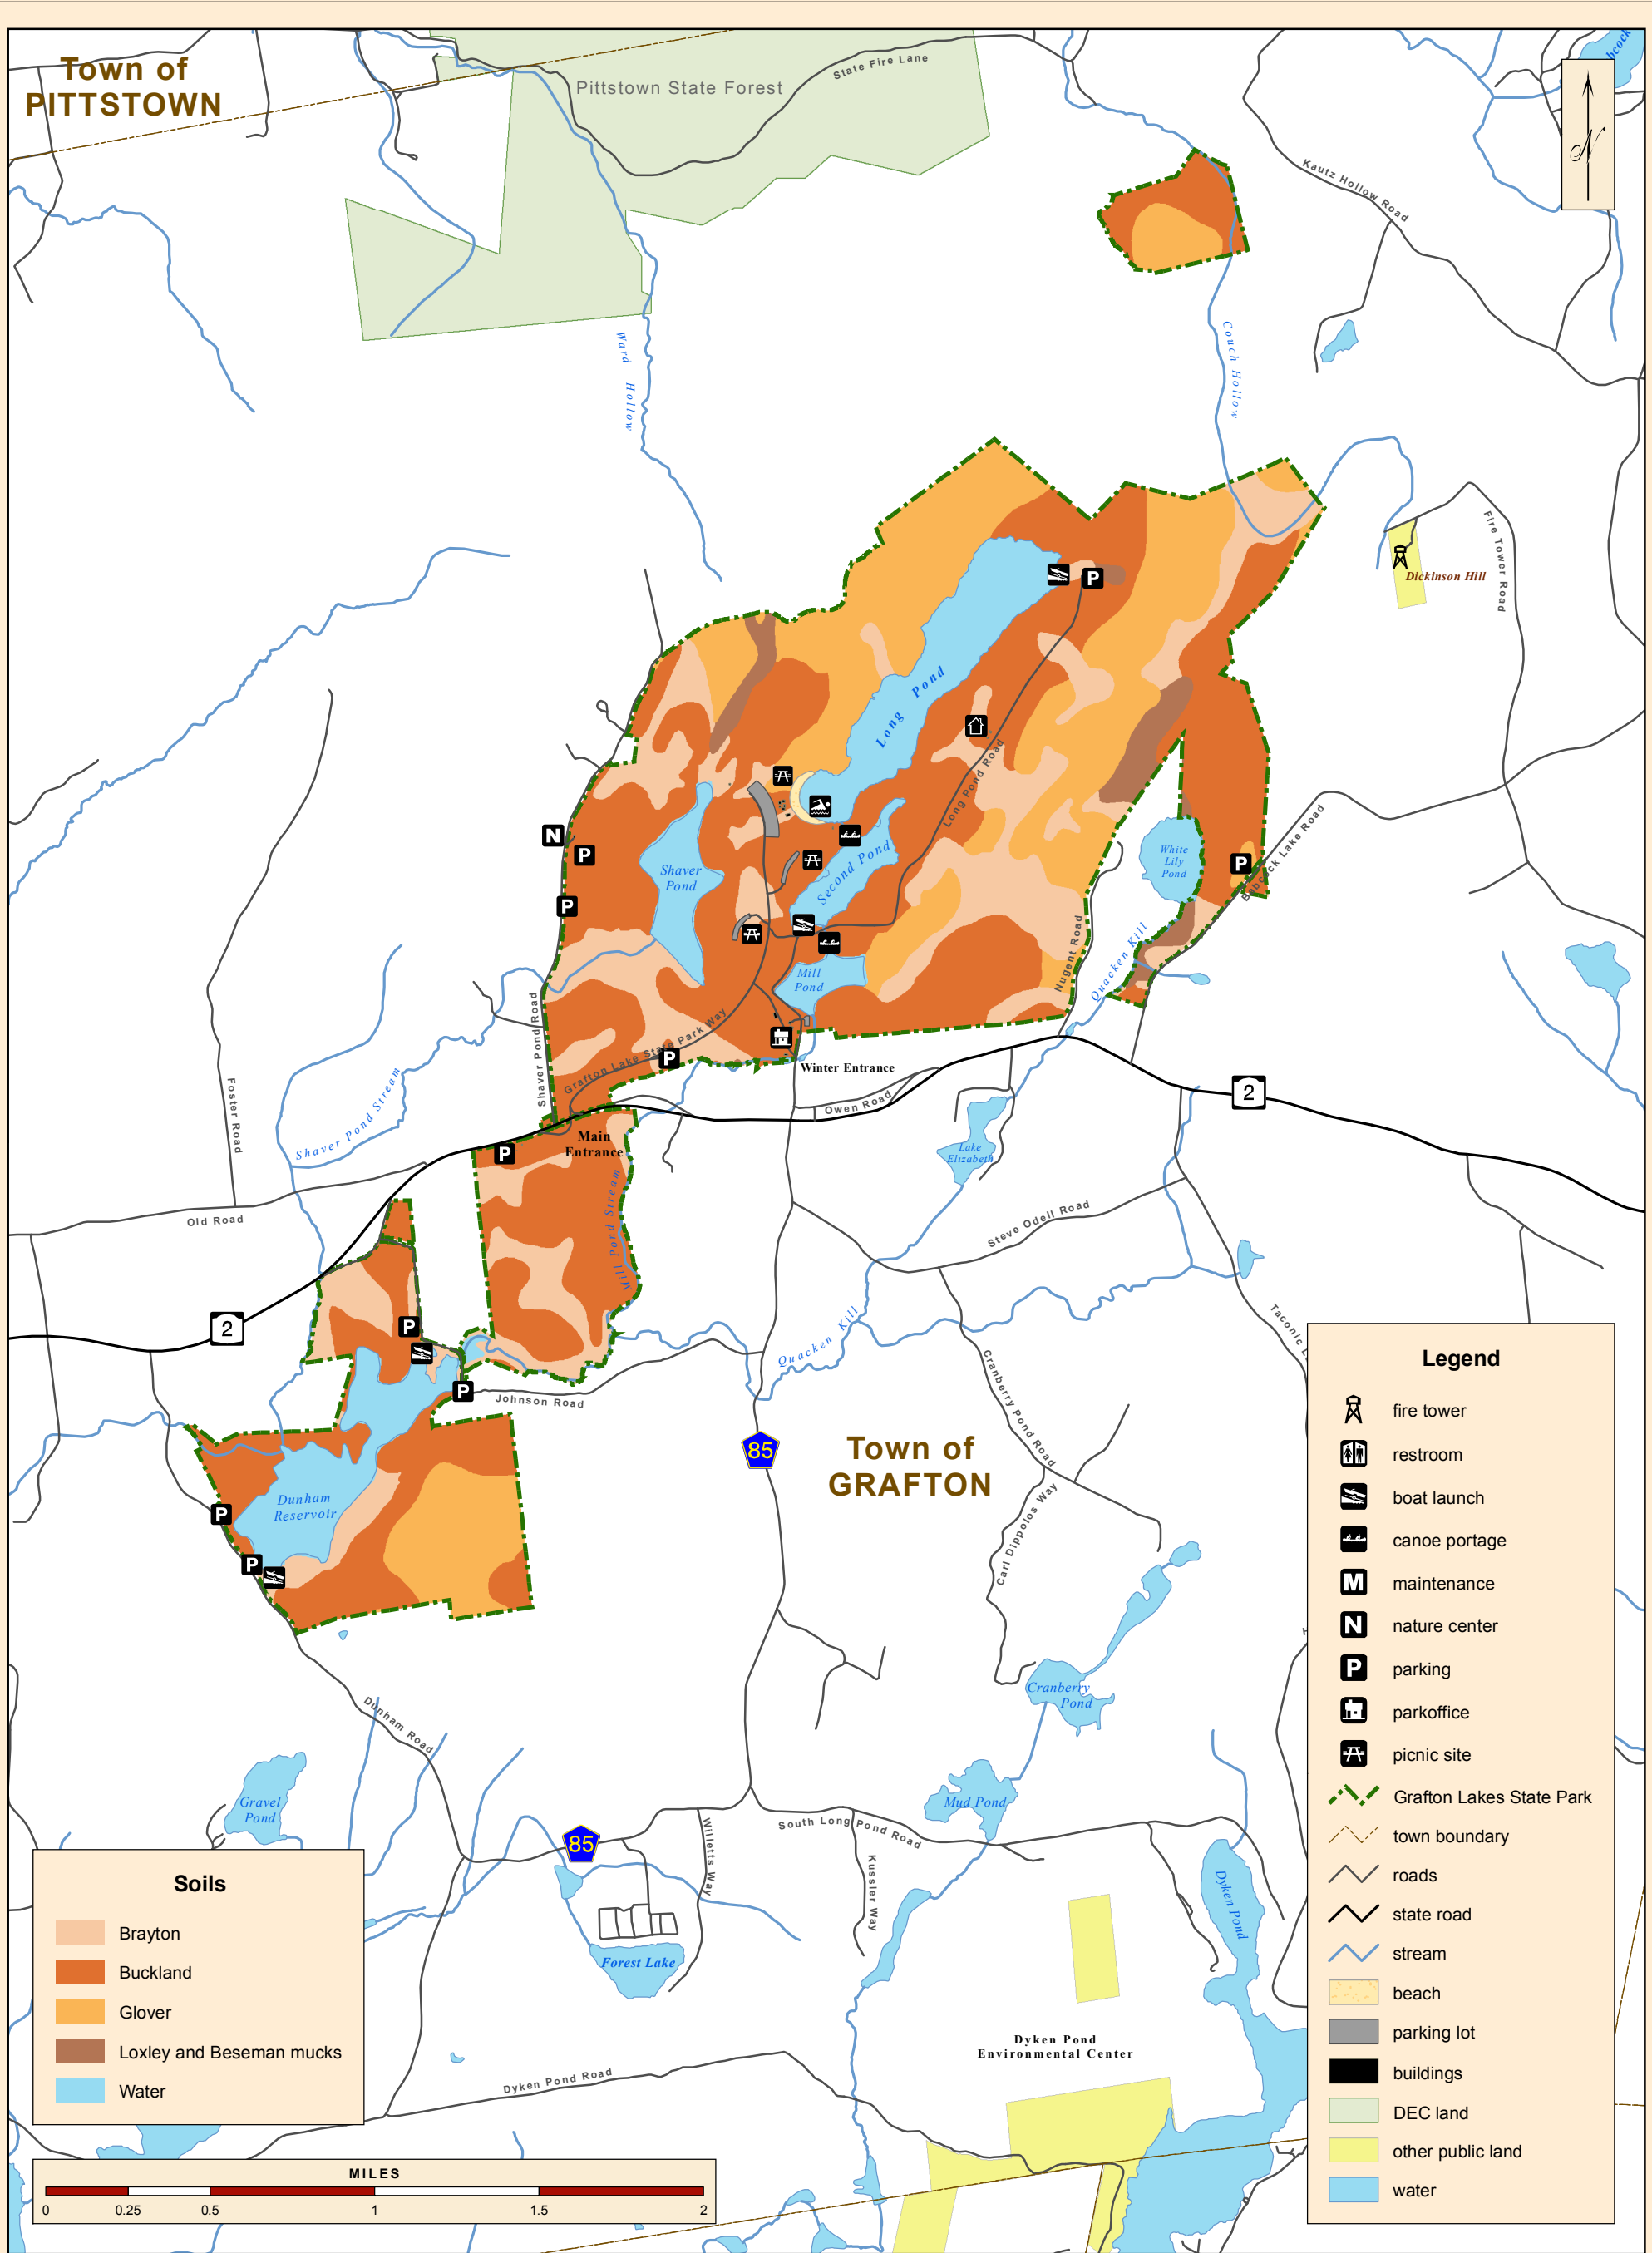 Town of
PITTSTOWN
Pittstown State Forest
State Fire Lane
Kautz Hollow Road
N
Ward Hollow
Couch Hollow
Fire Tower Road
Dickinson Hill
Long Pond
Long Pond Road
N
P
P
P
P
Shaver
Pond
Second Pond
White
Lily
Pond
Babcock Lake Road
Mill
Pond
Nugent Road
Quacken Kill
Shaver Pond Road
Grafton Lake State Park Way
P
Winter Entrance
Owen Road
2
Foster Road
Shaver Pond Stream
Main
Entrance
P
Lake
Elizabeth
Mill Pond Stream
Old Road
Steve Odell Road
2
P
P
Quacken Kill
Johnson Road
Cranberry Pond Road
85
Town of
GRAFTON
Carl Dippolos Way
Dunham
Reservoir
P
P
Cranberry
Pond
Dunham Road
Gravel
Pond
Mud Pond
South Long Pond Road
85
Willetts Way
Kussler Way
Dyken Pond
Forest Lake
Dyken Pond
Environmental Center
Dyken Pond Road
Soils
Brayton
Buckland
Glover
Loxley and Beseman mucks
Water
MILES
0
0.25
0.5
1
1.5
2
Legend
fire tower
restroom
boat launch
canoe portage
M
maintenance
N
nature center
P
parking
parkoffice
picnic site
Grafton Lakes State Park
town boundary
roads
state road
stream
beach
parking lot
buildings
DEC land
other public land
water